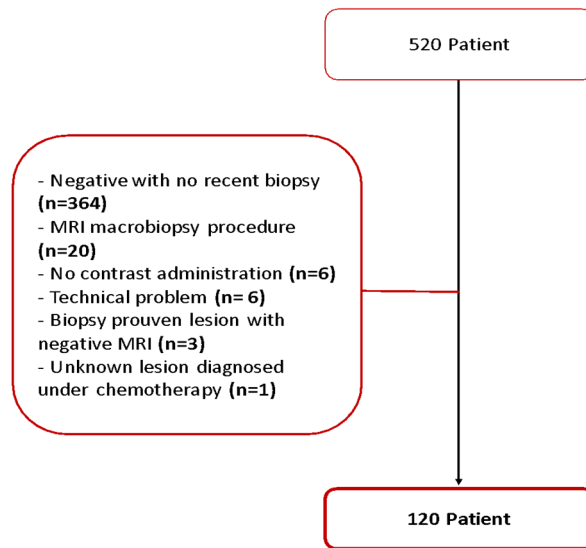 520 Patient
- Negative with no recent biopsy
(n=364)
- MRI macrobiopsy procedure
(n=20)
- No contrast administration (n=6)
- Technical problem (n= 6)
- Biopsy prouven lesion with
negative MRI (n=3)
- Unknown lesion diagnosed
under chemotherapy (n=1)
120 Patient